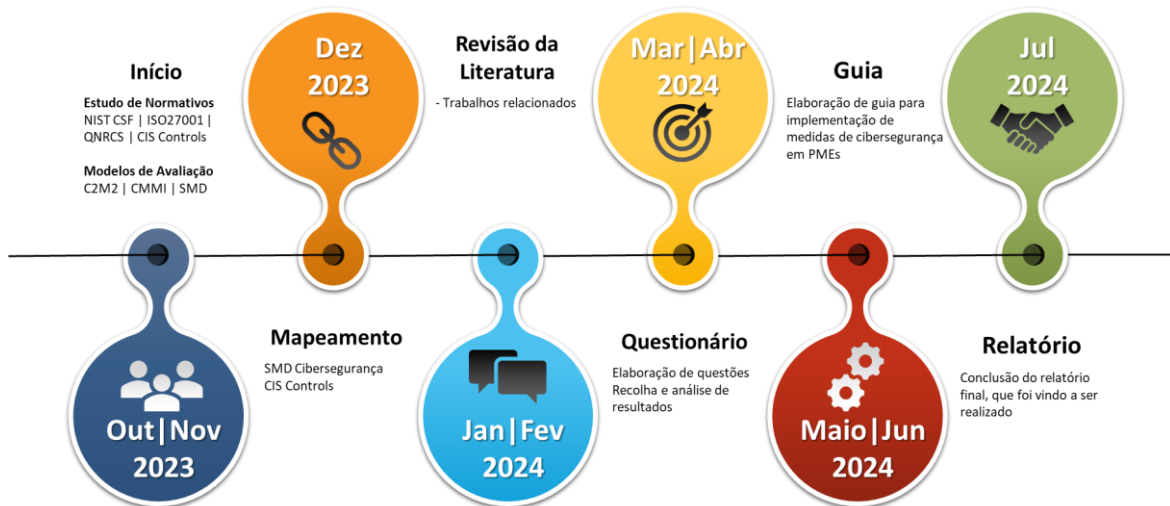 Início
Estudo de Normativos
NIST CSF | ISO27001 |
QNRCS | CIS Controls
Modelos de Avaliação
C2M2 | CMMI | SMD
Out|Nov
2023
Dez
2023
Mapeamento
SMD Cibersegurança
CIS Controls
Revisão da
Literatura
- Trabalhos relacionados
Jan|Fev
2024
Mar|Abr
2024
Questionário
Elaboração de questões
Recolha e análise de
resultados
Guia
Elaboração de guia para
implementação de
medidas de cibersegurança
em PMEs
Maio|Jun
2024
Jul
2024
Relatório
Conclusão do relatório
final, que foi vindo a ser
realizado